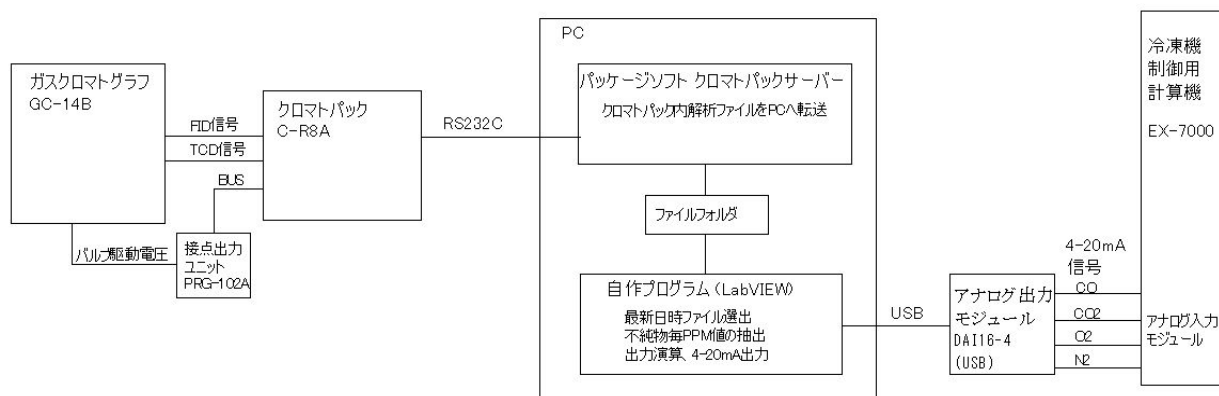 ガスクロマトグラフ
GC-14B
FID信号
TCD信号
BUS
バルブ駆動電圧
接点出力
ユニット
PRG-102A
クロマトパック
C-R8A
RS232C
PC
パッケージソフト クロマトパックサーバー
クロマトパック内解析ファイルをPCへ転送
ファイルフォルダ
自作プログラム(LabVIEW)
最新日時ファイル選出
不純物毎PPM値の抽出
出力演算、4-20mA出力
USB
アナログ出力
モジュール
DAI16-4
(USB)
4-20mA
信号
CO
CO2
O2
N2
冷凍機
制御用
計算機
EX-7000
アナログ入力
モジュール